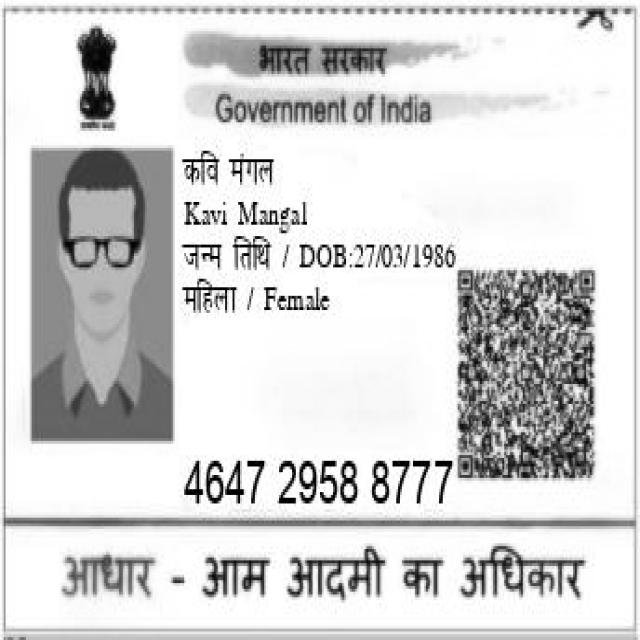 भारत सरकार
Government of India
कवि मंगल
Kavi Mangal
जन्म तिथि / DOB:27/03/1986
महिला / Female
4647 2958 8777
आधार - आम आदमी का अधिकार